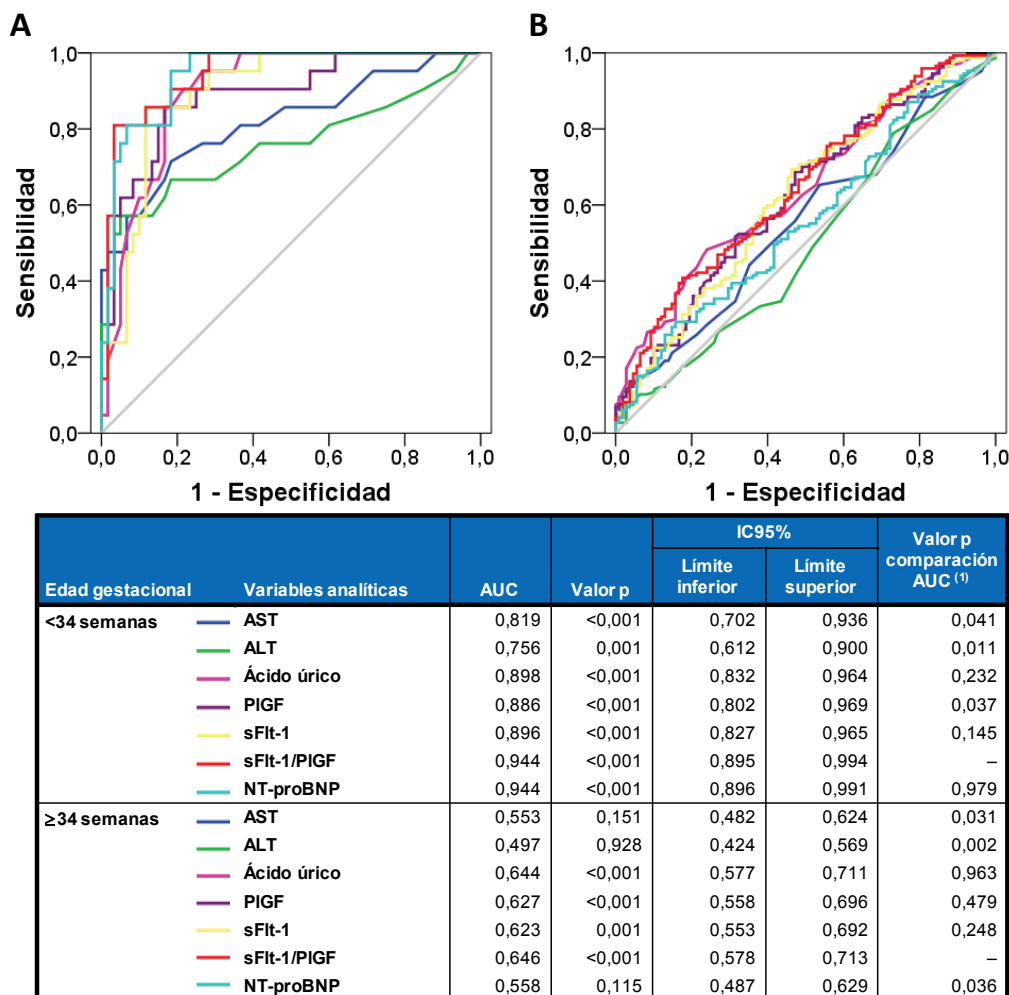 A
B
1,0
0,8
0,6
0,4
0,2
0,0
Sensibilidad
0,0 0,2 0,4 0,6 0,8 1,0
1 - Especificidad
1,0
0,8
0,6
0,4
0,2
0,0
Sensibilidad
0,0 0,2 0,4 0,6 0,8 1,0
1 - Especificidad
Edad gestacional Variables analíticas AUC Valor p IC95% Límite inferior Límite superior Valor p comparación AUC (1)
<34 semanas AST 0,819 <0,001 0,702 0,936 0,041
ALT 0,756 0,001 0,612 0,900 0,011
Ácido úrico 0,898 <0,001 0,832 0,964 0,232
PlGF 0,886 <0,001 0,802 0,969 0,037
sFlt-1 0,896 <0,001 0,827 0,965 0,145
sFlt-1/PlGF 0,944 <0,001 0,895 0,994 –
NT-proBNP 0,944 <0,001 0,896 0,991 0,979
≥34 semanas AST 0,553 0,151 0,482 0,624 0,031
ALT 0,497 0,928 0,424 0,569 0,002
Ácido úrico 0,644 <0,001 0,577 0,711 0,963
PlGF 0,627 <0,001 0,558 0,696 0,479
sFlt-1 0,623 0,001 0,553 0,692 0,248
sFlt-1/PlGF 0,646 <0,001 0,578 0,713 –
NT-proBNP 0,558 0,115 0,487 0,629 0,036